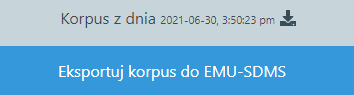 Korpus z dnia 2021-06-30, 3:50:23 pm
Eksportuj korpus do EMU-SDMS